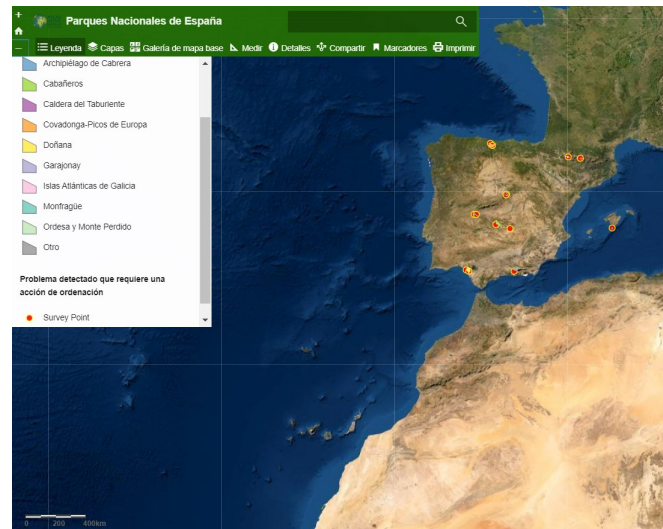 Parques Nacionales de España
Leyenda Capas Galería de mapa base Medir Detalles Compartir Marcadores Imprimir
Archipiélago de Cabrera
Cabañeros
Caldera del Taburiente
Covadonga-Picos de Europa
Doñana
Garajonay
Islas Atlánticas de Galicia
Monfragüe
Ordesa y Monte Perdido
Otro
Problema detectado que requiere una
acción de ordenación
Survey Point
0 200 400km